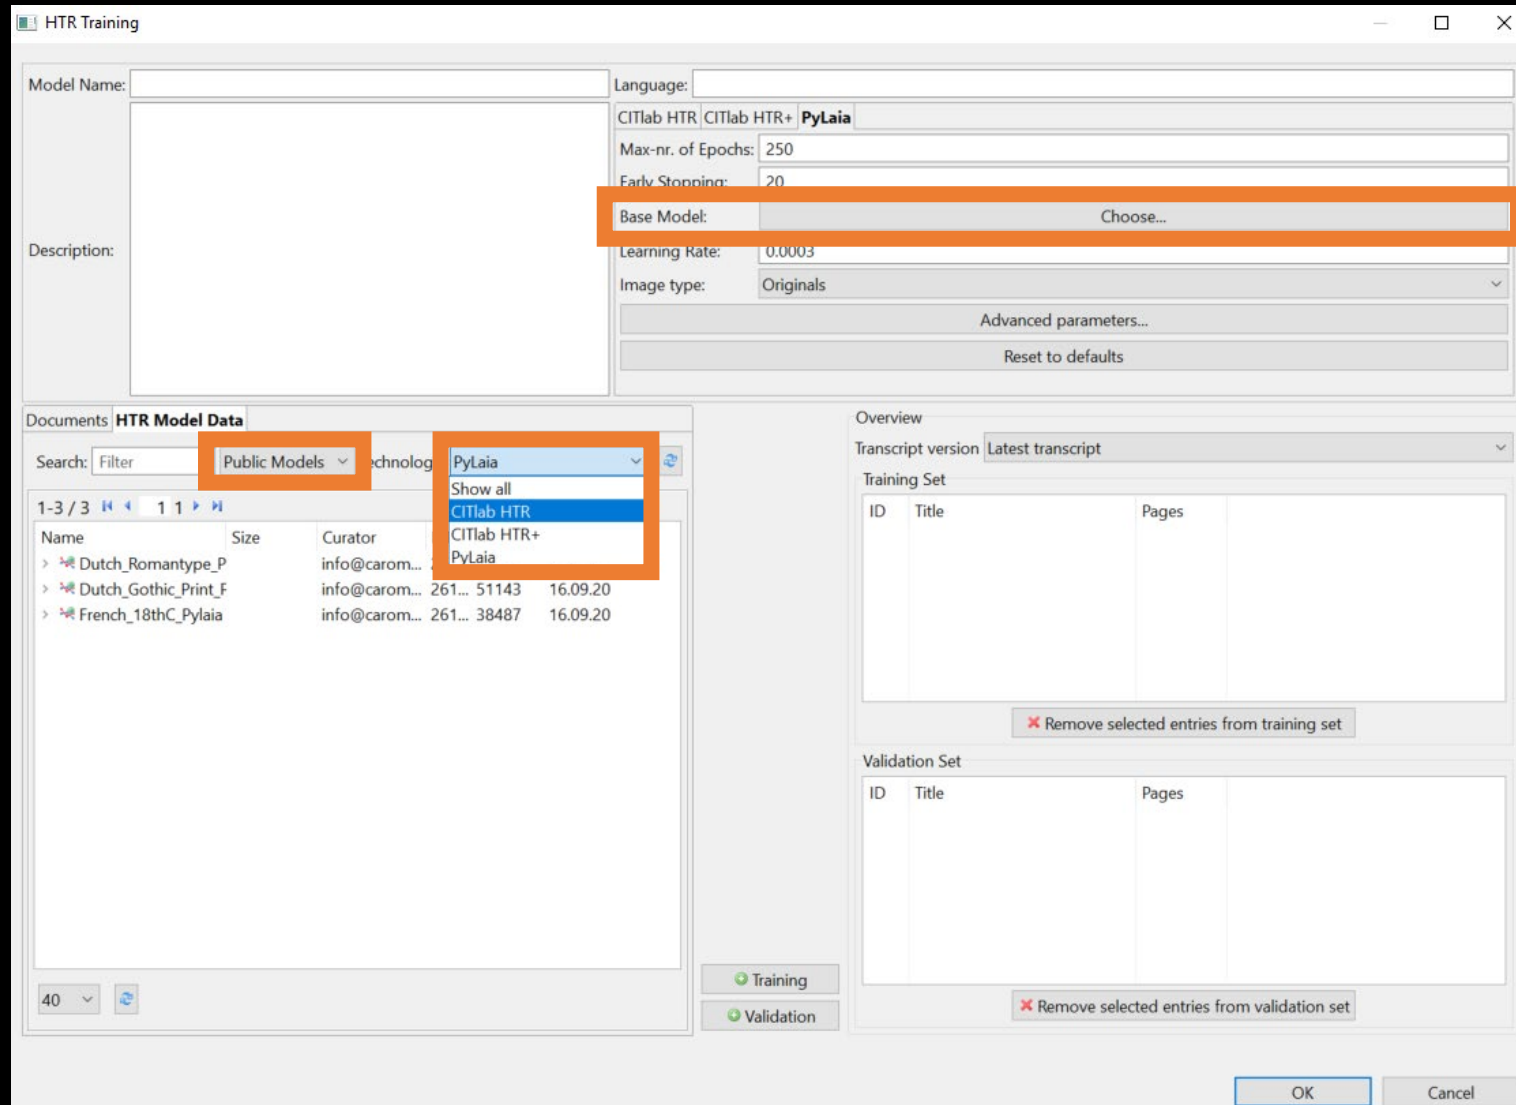 HTR Training
Model Name:
Language:
CITlab HTR CITlab HTR+ PyLaia
Max-nr. of Epochs: 250
Early Stopping: 20
Base Model: Choose...
Description:
Learning Rate: 0.0003
Image type: Originals
Advanced parameters...
Reset to defaults
Documents HTR Model Data
Search: Filter Public Models echnolog PyLaia
Show all
CITlab HTR
CITlab HTR+
PyLaia
1-3 / 3 1 1
Name Size Curator
Dutch_Romantype_P info@carom...
Dutch_Gothic_Print_F info@carom... 261... 51143 16.09.20
French_18thC_Pylaia info@carom... 261... 38487 16.09.20
40
Training
Validation
Overview
Transcript version Latest transcript
Training Set
ID Title Pages
Remove selected entries from training set
Validation Set
ID Title Pages
Remove selected entries from validation set
OK Cancel